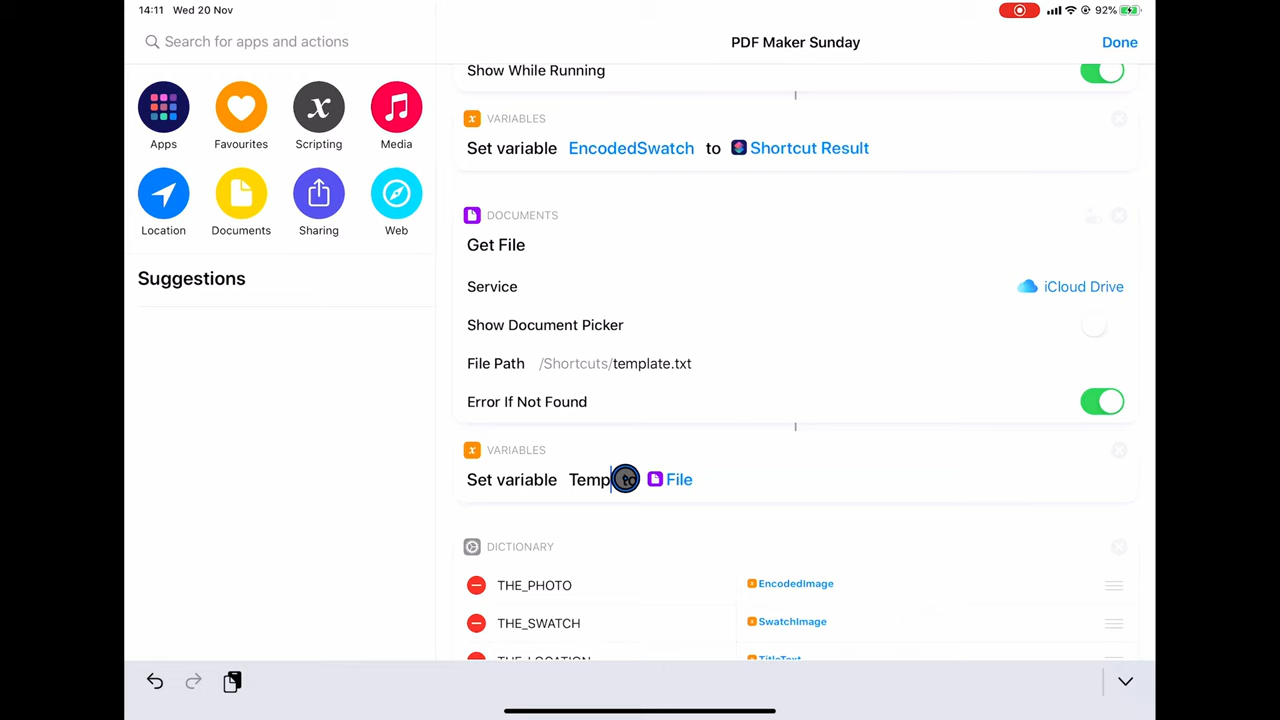 14:11 Wed 20 Nov
92%
Search for apps and actions
PDF Maker Sunday
Done
Apps
Favourites
Scripting
Media
Location
Documents
Sharing
Web
Suggestions
Show While Running
VARIABLES
Set variable EncodedSwatch to Shortcut Result
DOCUMENTS
Get File
Service
iCloud Drive
Show Document Picker
File Path /Shortcuts/template.txt
Error If Not Found
VARIABLES
Set variable Temp to File
DICTIONARY
THE_PHOTO
EncodedImage
THE_SWATCH
SwatchImage
THE_LOCATION
TitleText